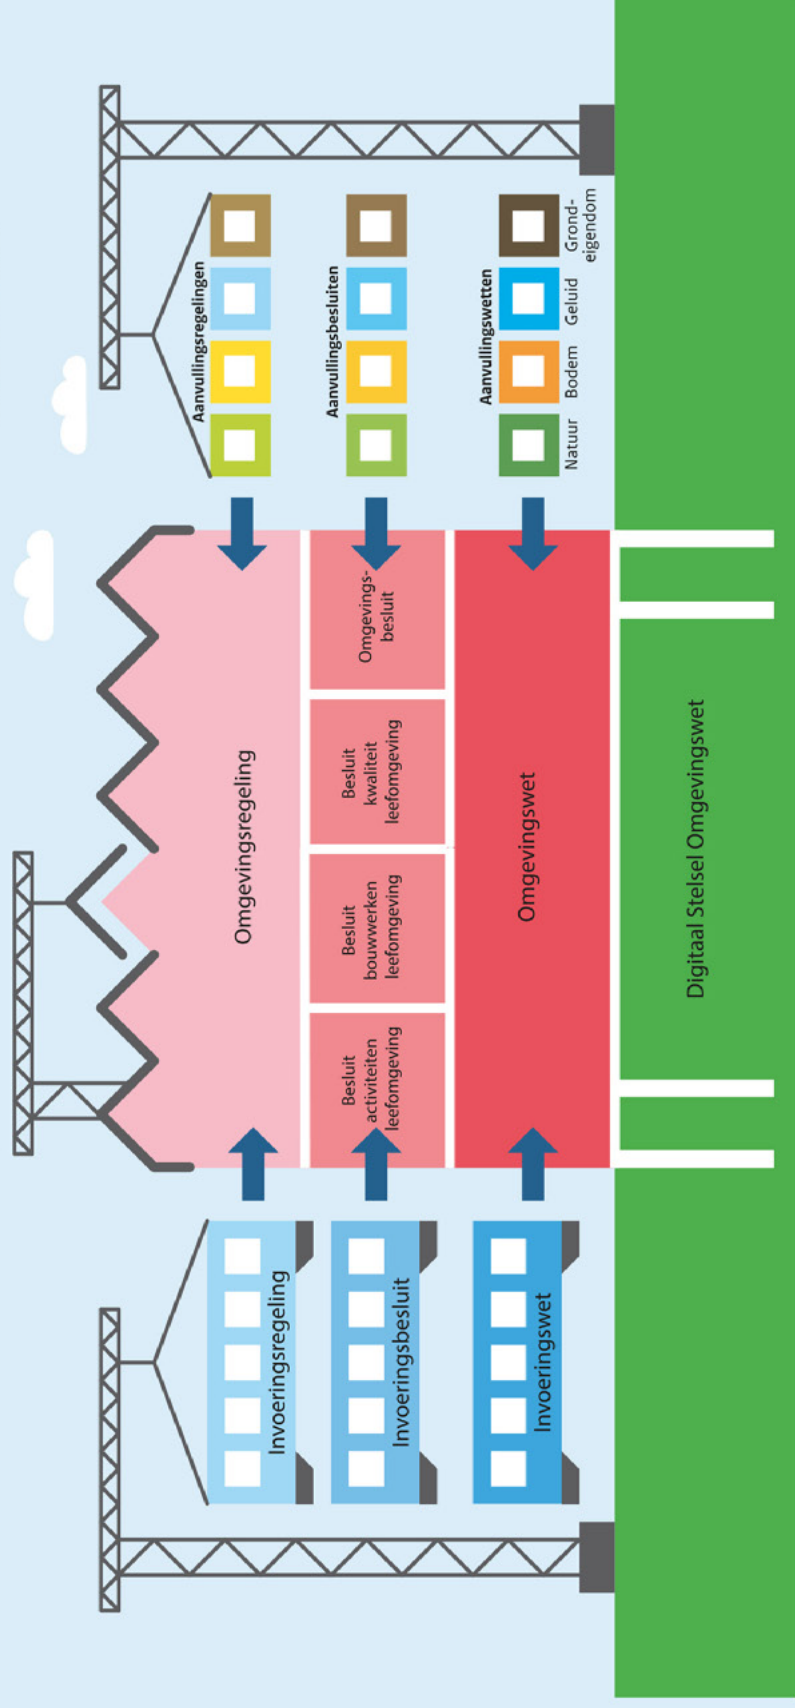 Invoeringsregeling
Invoeringsbesluit
Invoeringswet
Omgevingsregeling
Besluit
activiteiten
leefomgeving
Besluit
bouwwerken
leefomgeving
Besluit
kwaliteit
leefomgeving
Omgevings-
besluit
Omgevingswet
Digitaal Stelsel Omgevingswet
Aanvullingsregelingen
Aanvullingsbesluiten
Aanvullingswetten
Natuur
Bodem
Geluid
Grond-
eigendom